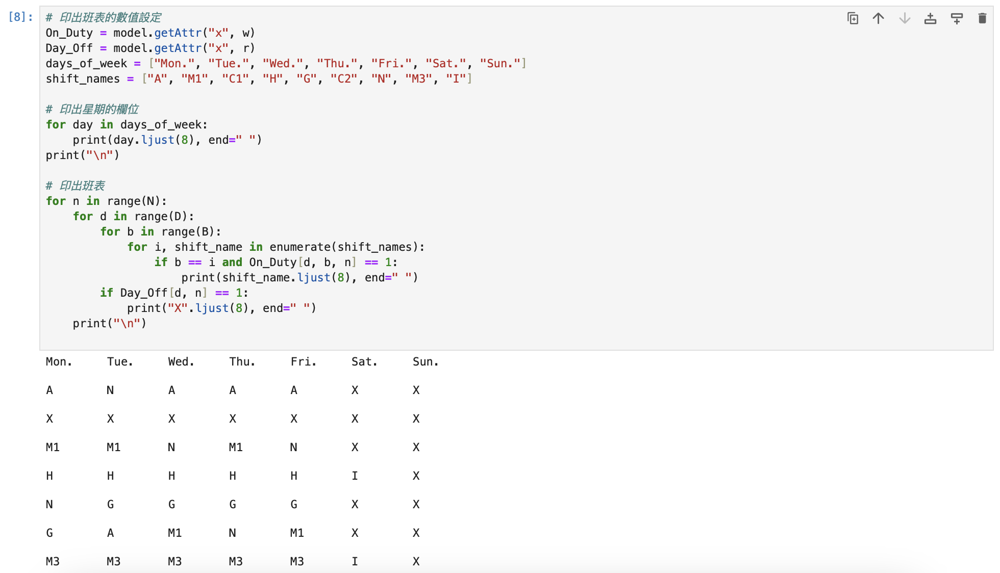 [8]: # 印出班表的數值設定
On_Duty = model.getAttr("x", w)
Day_Off = model.getAttr("x", r)
days_of_week = ["Mon.", "Tue.", "Wed.", "Thu.", "Fri.", "Sat.", "Sun."]
shift_names = ["A", "M1", "C1", "H", "G", "C2", "N", "M3", "I"]

# 印出星期的欄位
for day in days_of_week:
    print(day.ljust(8), end=" ")
print("\n")

# 印出班表
for n in range(N):
    for d in range(D):
        for b in range(B):
            for i, shift_name in enumerate(shift_names):
                if b == i and On_Duty[d, b, n] == 1:
                    print(shift_name.ljust(8), end=" ")
        if Day_Off[d, n] == 1:
            print("X".ljust(8), end=" ")
    print("\n")

Mon. Tue. Wed. Thu. Fri. Sat. Sun.
A N A A A X X
X X X X X X X
M1 M1 N M1 N X X
H H H H H I X
N G G G G X X
G A M1 N M1 X X
M3 M3 M3 M3 M3 I X